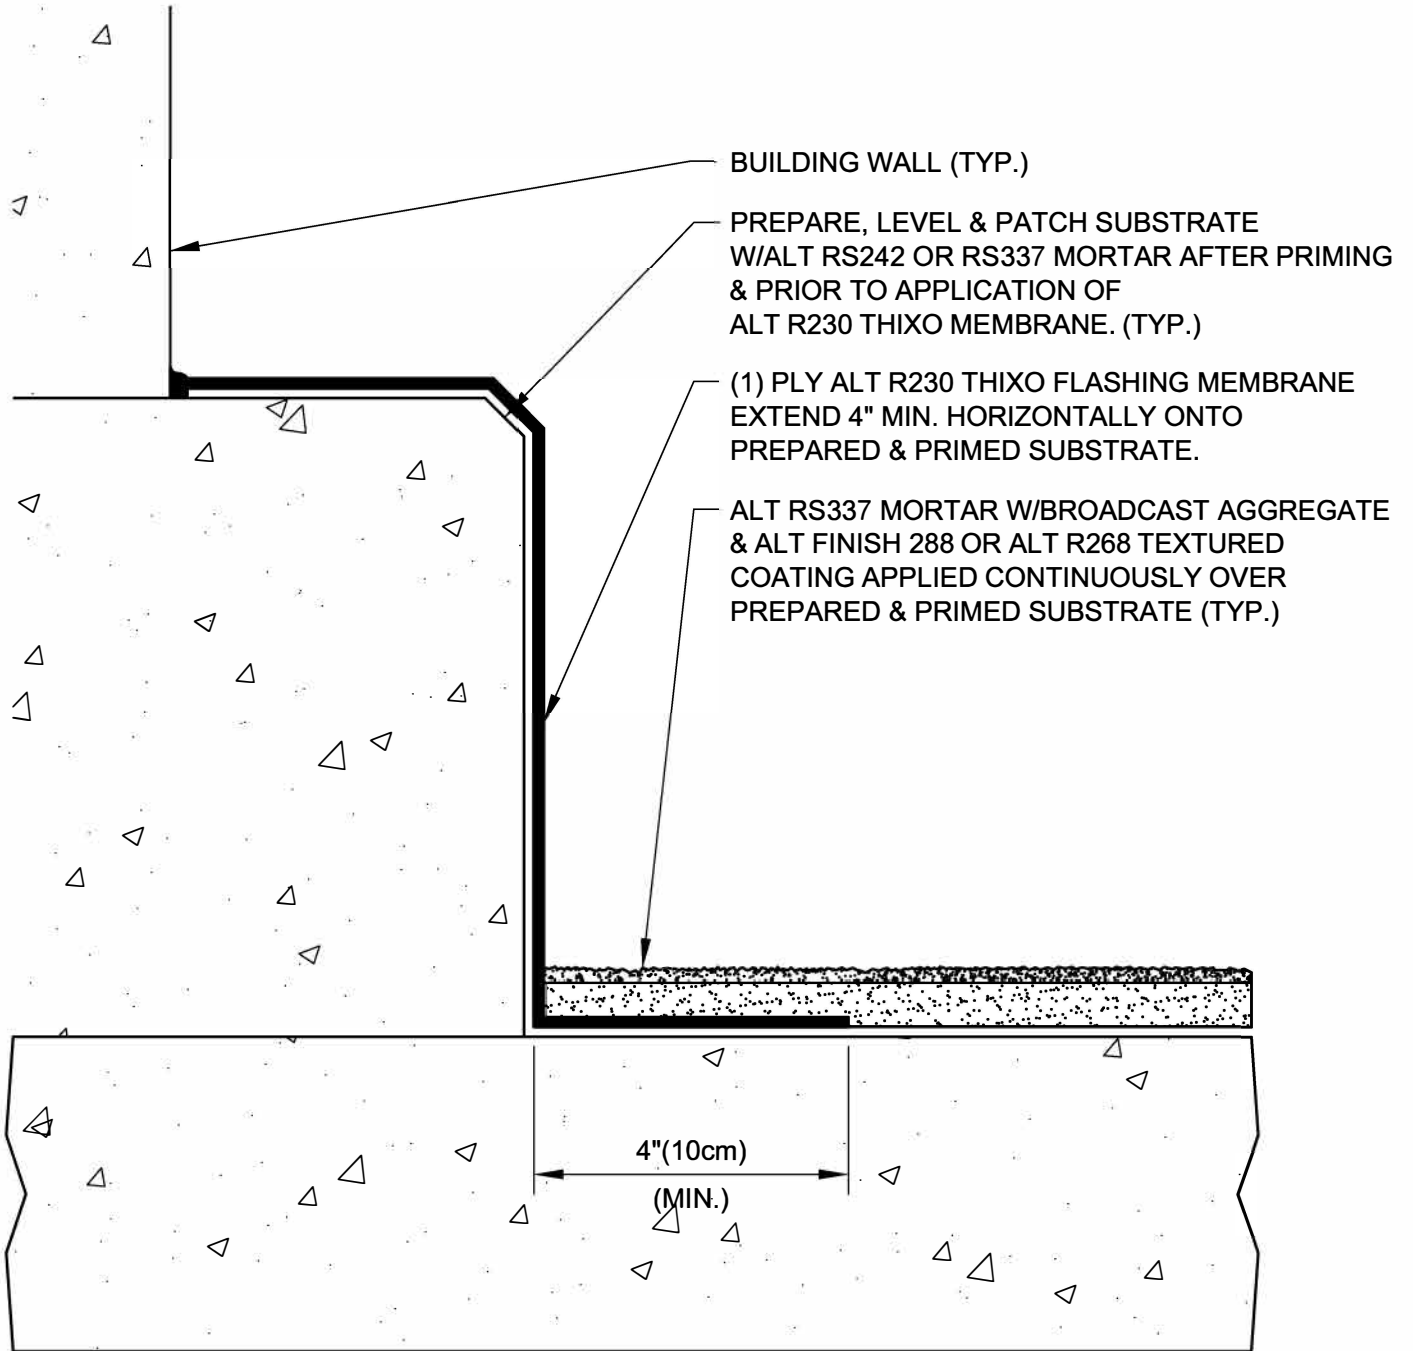 BUILDING WALL (TYP.)
PREPARE, LEVEL & PATCH SUBSTRATE
W/ALT RS242 OR RS337 MORTAR AFTER PRIMING
& PRIOR TO APPLICATION OF
ALT R230 THIXO MEMBRANE. (TYP.)
(1) PLY ALT R230 THIXO FLASHING MEMBRANE
EXTEND 4" MIN. HORIZONTALLY ONTO
PREPARED & PRIMED SUBSTRATE.
ALT RS337 MORTAR W/BROADCAST AGGREGATE
& ALT FINISH 288 OR ALT R268 TEXTURED
COATING APPLIED CONTINUOUSLY OVER
PREPARED & PRIMED SUBSTRATE (TYP.)
4"(10cm)
(MIN.)